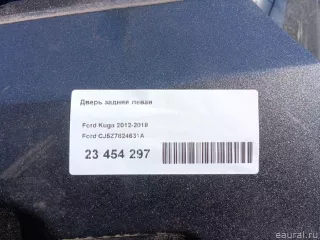 Дверь задняя левая
Ford Kuga 2012-2019
Ford CJ5Z7824631A
23 454 297
eaural.ru